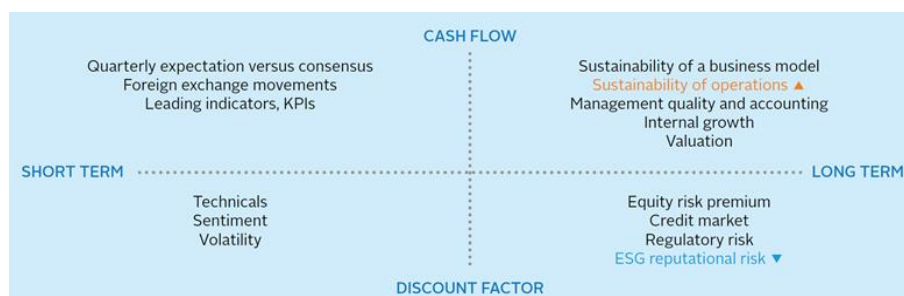 CASH FLOW
Quarterly expectation versus consensus
Foreign exchange movements
Leading indicators, KPIs
Sustainability of a business model
Sustainability of operations ▲
Management quality and accounting
Internal growth
Valuation
SHORT TERM
LONG TERM
Technicals
Sentiment
Volatility
Equity risk premium
Credit market
Regulatory risk
ESG reputational risk ▼
DISCOUNT FACTOR